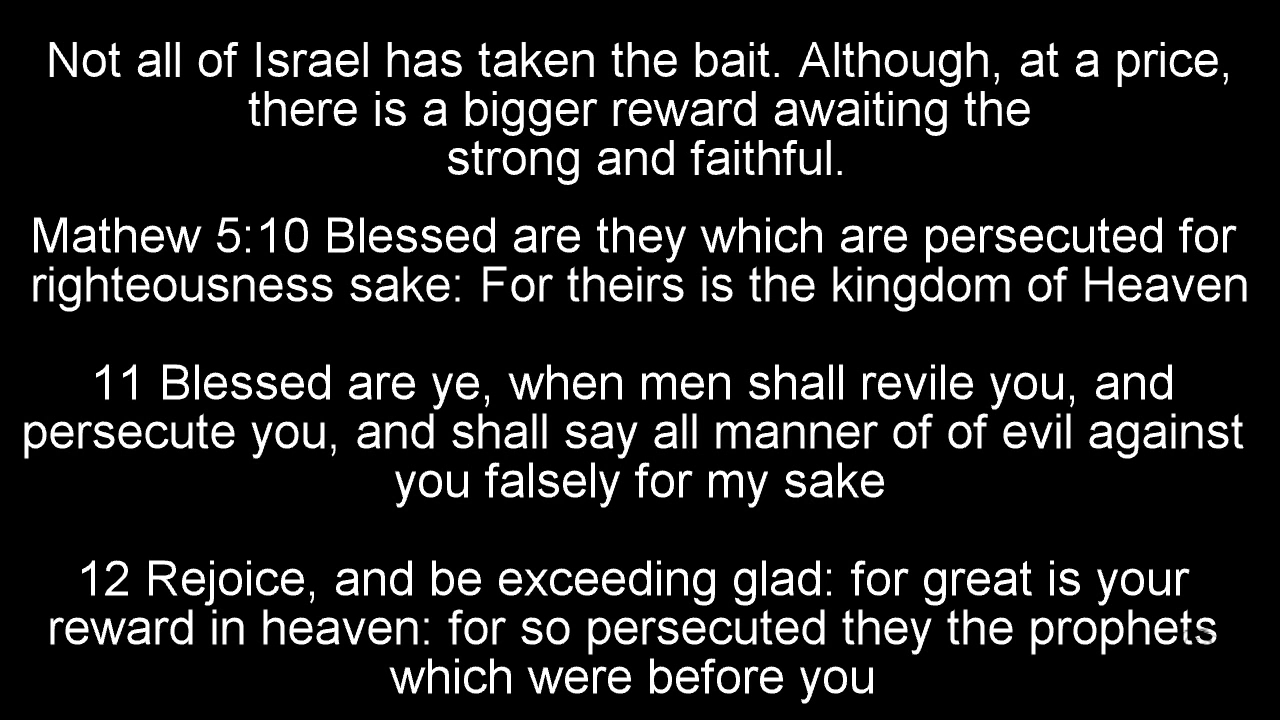 Not all of Israel has taken the bait. Although, at a price,
there is a bigger reward awaiting the
strong and faithful.
Mathew 5:10 Blessed are they which are persecuted for
righteousness sake: For theirs is the kingdom of Heaven
11 Blessed are ye, when men shall revile you, and
persecute you, and shall say all manner of of evil against
you falsely for my sake
12 Rejoice, and be exceeding glad: for great is your
reward in heaven: for so persecuted they the prophets
which were before you